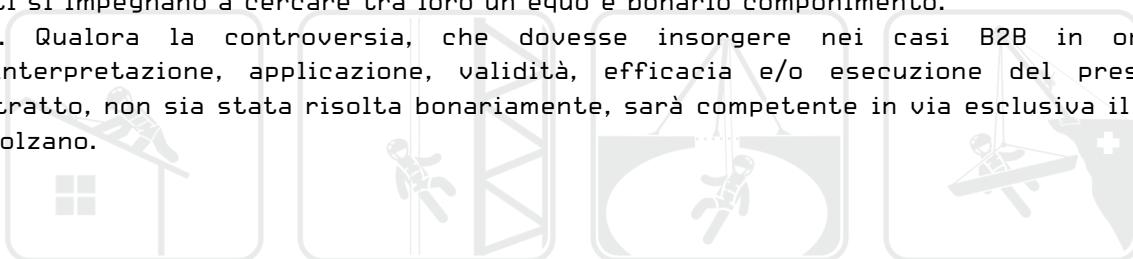 ti si impegnano a cercare tra loro un equo e bonario componimento.
. Qualora la controversia, che dovesse insorgere nei casi B2B in or
nterpretazione, applicazione, validità, efficacia e/o esecuzione del pres
tratto, non sia stata risolta bonariamente, sarà competente in via esclusiva il
olzano.